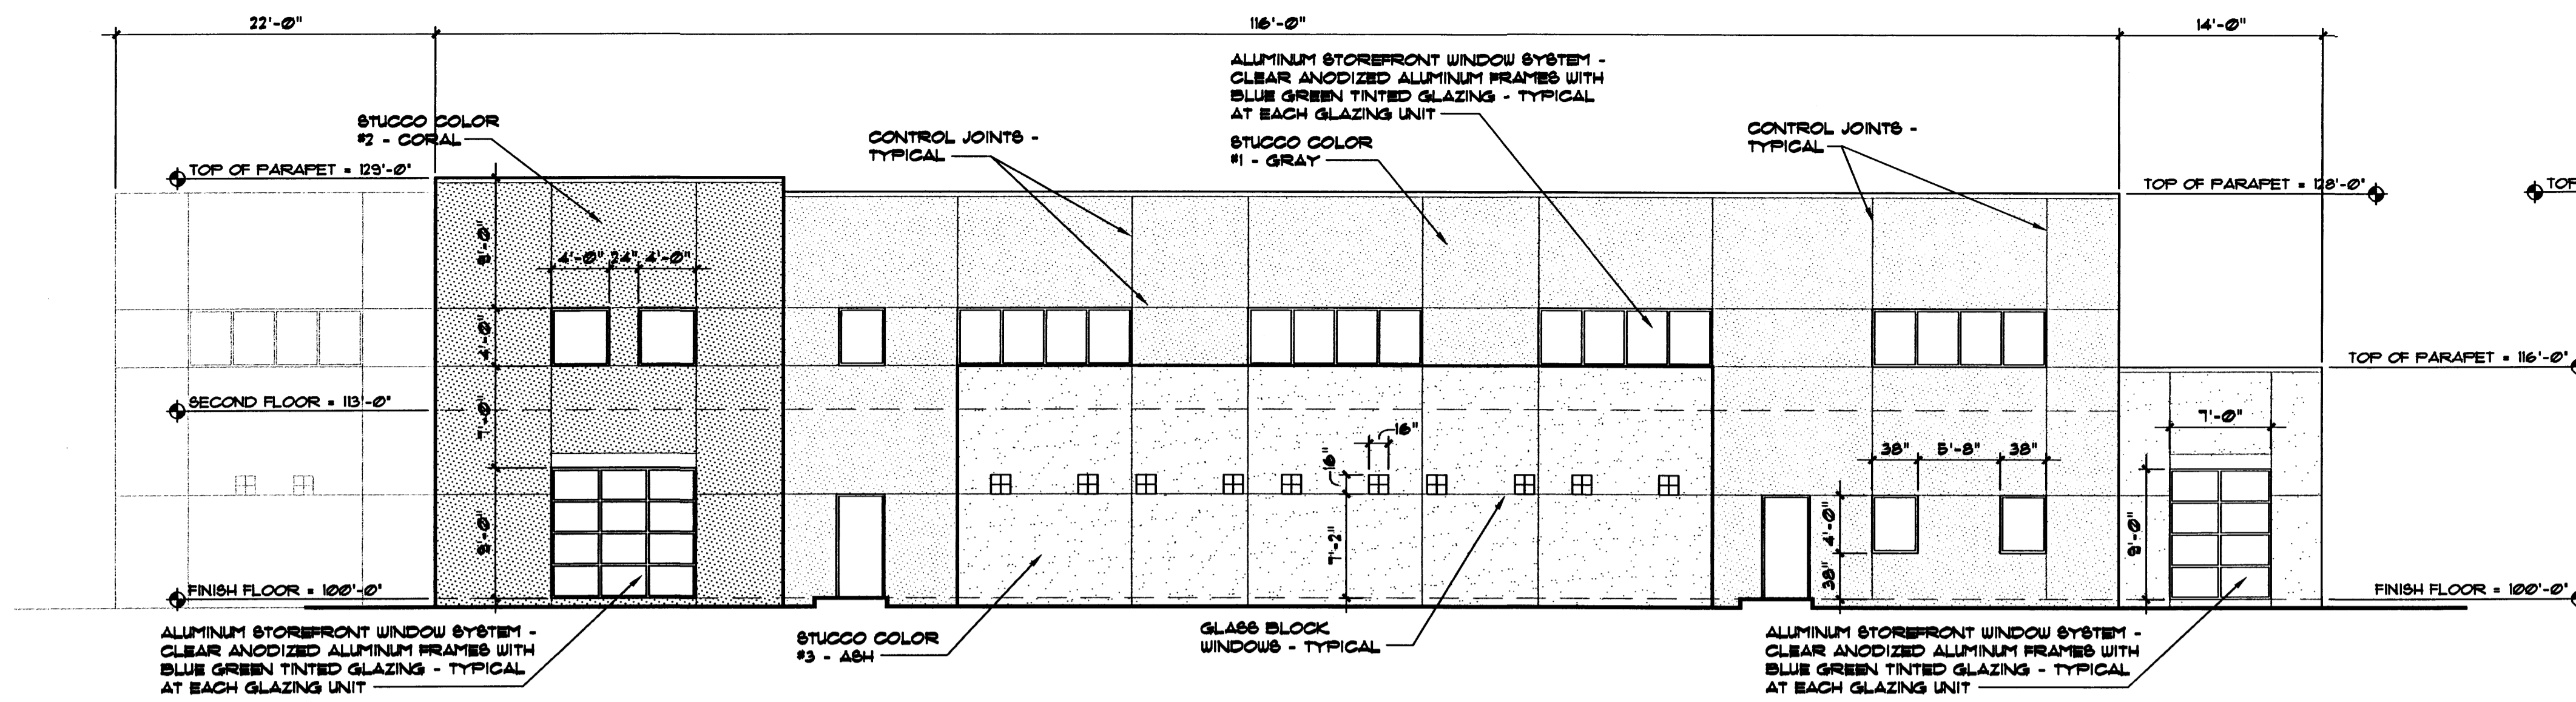 22'-0"
116'-0"
14'-0"
ALUMINUM STOREFRONT WINDOW SYSTEM -
CLEAR ANODIZED ALUMINUM FRAMES WITH
BLUE GREEN TINTED GLAZING - TYPICAL
AT EACH GLAZING UNIT
STUCCO COLOR
#2 - CORAL
CONTROL JOINTS -
TYPICAL
STUCCO COLOR
#1 - GRAY
CONTROL JOINTS -
TYPICAL
TOP OF PARAPET = 129'-0"
TOP OF PARAPET = 128'-0"
TOP
4'-0" 24" 4'-0"
4'-0"
TOP OF PARAPET = 116'-0"
SECOND FLOOR = 113'-0"
7'-0"
16"
16"
38" 5'-8" 38"
7'-2"
4'-0"
38"
9'-0"
FINISH FLOOR = 100'-0"
FINISH FLOOR = 100'-0"
ALUMINUM STOREFRONT WINDOW SYSTEM -
CLEAR ANODIZED ALUMINUM FRAMES WITH
BLUE GREEN TINTED GLAZING - TYPICAL
AT EACH GLAZING UNIT
STUCCO COLOR
#3 - ASH
GLASS BLOCK
WINDOWS - TYPICAL
ALUMINUM STOREFRONT WINDOW SYSTEM -
CLEAR ANODIZED ALUMINUM FRAMES WITH
BLUE GREEN TINTED GLAZING - TYPICAL
AT EACH GLAZING UNIT